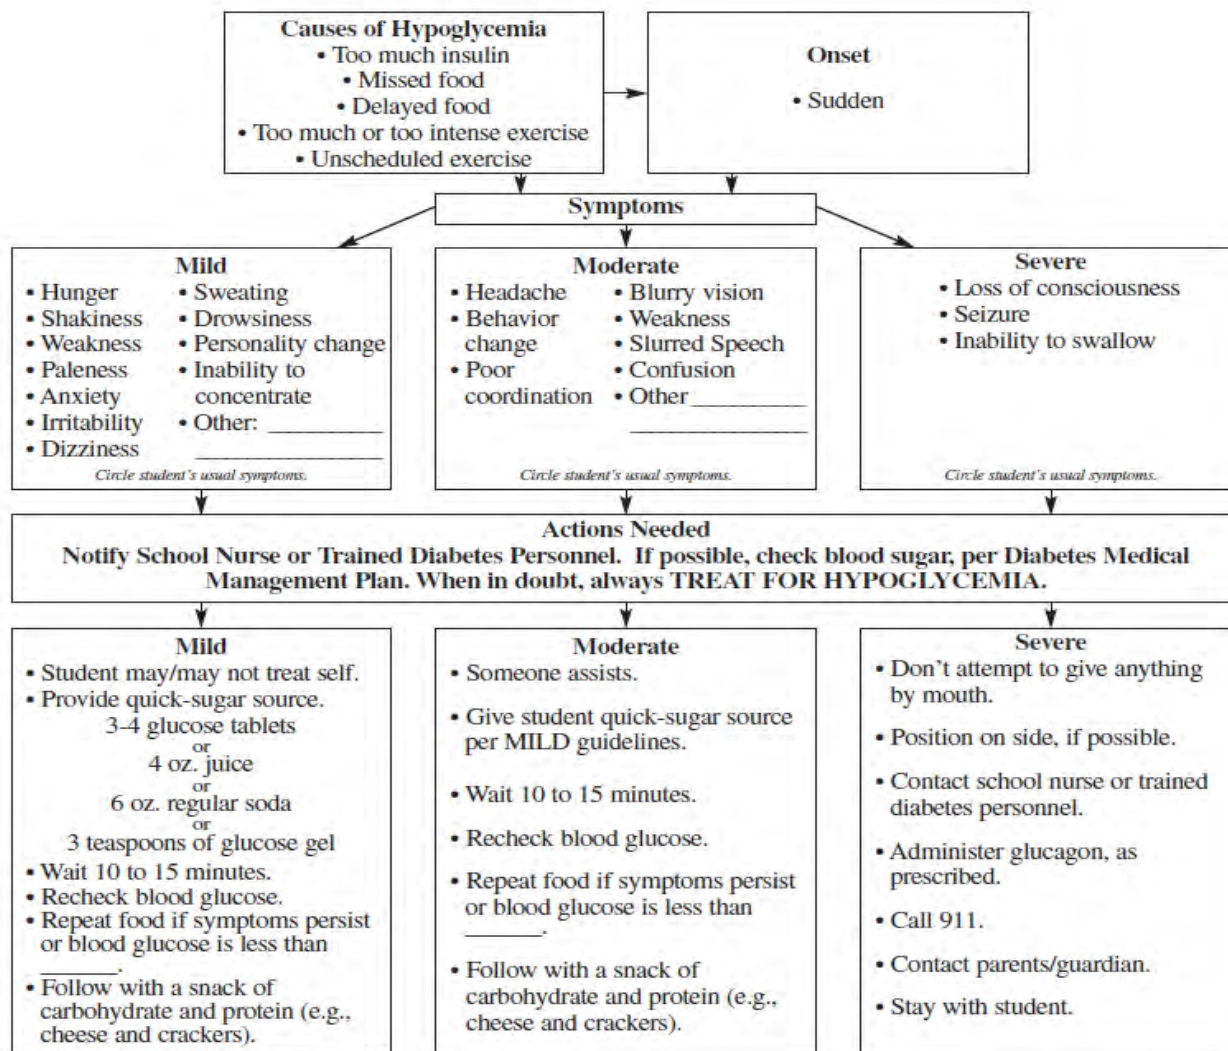 Causes of Hypoglycemia
• Too much insulin
• Missed food
• Delayed food
• Too much or too intense exercise
• Unscheduled exercise
Onset
• Sudden
Symptoms
Mild
• Hunger
• Shakiness
• Weakness
• Paleness
• Anxiety
• Irritability
• Dizziness
• Sweating
• Drowsiness
• Personality change
• Inability to
concentrate
• Other: __________
__________
Circle student's usual symptoms.
Moderate
• Headache
• Behavior
change
• Poor
coordination
• Blurry vision
• Weakness
• Slurred Speech
• Confusion
• Other __________
__________
Circle student's usual symptoms.
Severe
• Loss of consciousness
• Seizure
• Inability to swallow
Circle student's usual symptoms.
Actions Needed
Notify School Nurse or Trained Diabetes Personnel. If possible, check blood sugar, per Diabetes Medical
Management Plan. When in doubt, always TREAT FOR HYPOGLYCEMIA.
Mild
• Student may/may not treat self.
• Provide quick-sugar source.
3-4 glucose tablets
or
4 oz. juice
or
6 oz. regular soda
or
3 teaspoons of glucose gel
• Wait 10 to 15 minutes.
• Recheck blood glucose.
• Repeat food if symptoms persist
or blood glucose is less than
______.
• Follow with a snack of
carbohydrate and protein (e.g.,
cheese and crackers).
Moderate
• Someone assists.
• Give student quick-sugar source
per MILD guidelines.
• Wait 10 to 15 minutes.
• Recheck blood glucose.
• Repeat food if symptoms persist
or blood glucose is less than
______.
• Follow with a snack of
carbohydrate and protein (e.g.,
cheese and crackers).
Severe
• Don't attempt to give anything
by mouth.
• Position on side, if possible.
• Contact school nurse or trained
diabetes personnel.
• Administer glucagon, as
prescribed.
• Call 911.
• Contact parents/guardian.
• Stay with student.